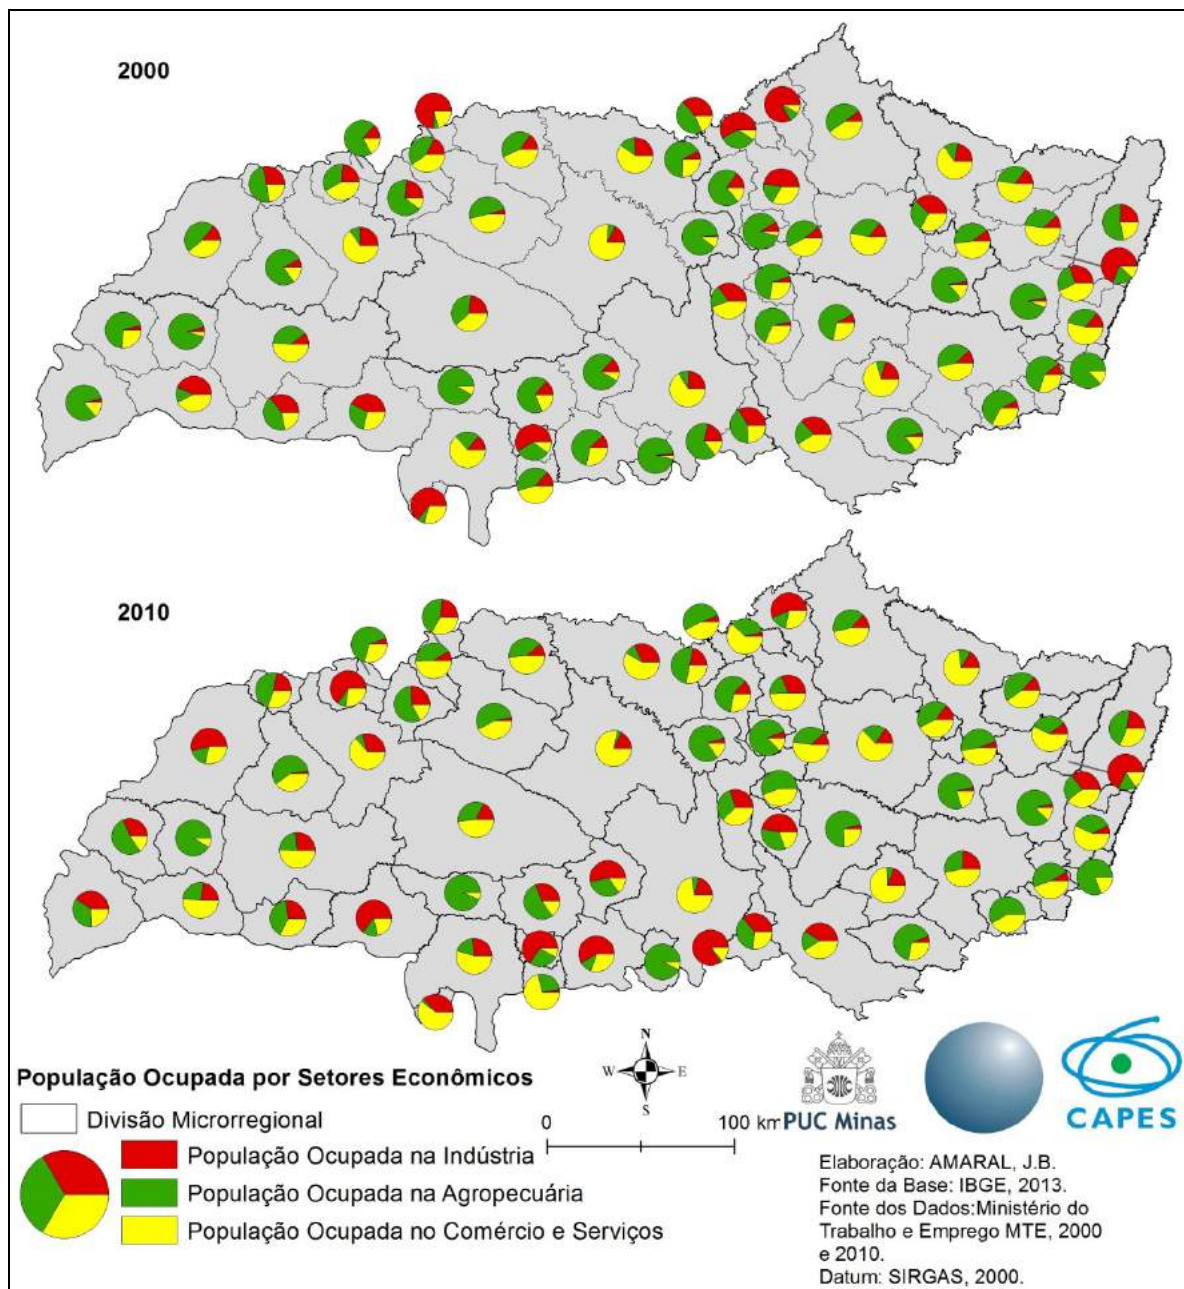 2000
2010
N
W E
S
População Ocupada por Setores Econômicos
Divisão Microrregional
População Ocupada na Indústria
População Ocupada na Agropecuária
População Ocupada no Comércio e Serviços
0 100 km
PUC Minas
CAPES
Elaboração: AMARAL, J.B.
Fonte da Base: IBGE, 2013.
Fonte dos Dados:Ministério do
Trabalho e Emprego MTE, 2000
e 2010.
Datum: SIRGAS, 2000.